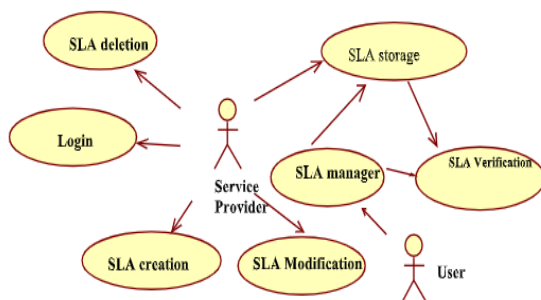 SLA deletion
SLA storage
Login
SLA Verification
SLA manager
Service
Provider
SLA creation
SLA Modification
User